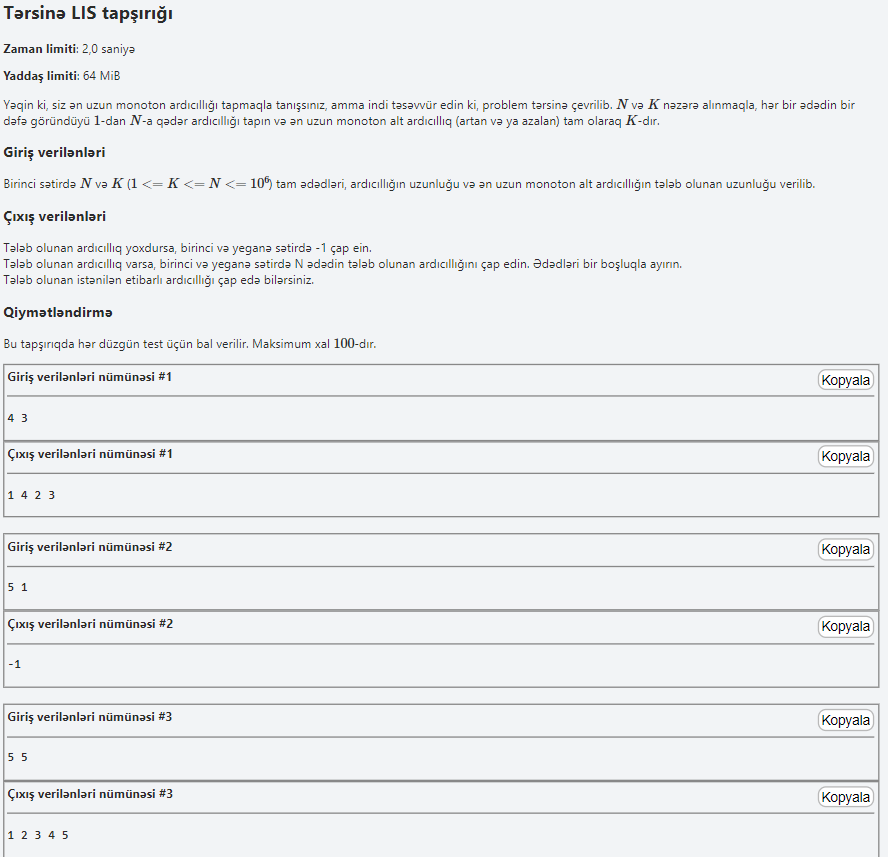 Tərsinə LIS tapşırığı
Zaman limiti: 2,0 saniyə
Yaddaş limiti: 64 MiB
Yəqin ki, siz ən uzun monoton ardıcıllığı tapmaqla tanışsınız, amma indi təsəvvür edin ki, problem tərsinə çevrilib. N və K nəzərə alınmaqla, hər bir ədədin bir
dəfə göründüyü 1-dan N-a qədər ardıcıllığı tapın və ən uzun monoton alt ardıcıllıq (artan və ya azalan) tam olaraq K-dır.
Giriş verilənləri
Birinci sətirdə N və K (1 <= K <= N <= 10⁶) tam ədədləri, ardıcıllığın uzunluğu və ən uzun monoton alt ardıcıllığın tələb olunan uzunluğu verilib.
Çıxış verilənləri
Tələb olunan ardıcıllıq yoxdursa, birinci və yeganə sətirdə -1 çap ein.
Tələb olunan ardıcıllıq varsa, birinci və yeganə sətirdə N ədədin tələb olunan ardıcıllığını çap edin. Ədədləri bir boşluqla ayırın.
Tələb olunan istənilən etibarlı ardıcıllığı çap edə bilərsiniz.
Qiymətləndirmə
Bu tapşırıqda hər düzgün test üçün bal verilir. Maksimum xal 100-dır.
Giriş verilənləri nümünəsi #1
Kopyala
4 3
Çıxış verilənləri nümünəsi #1
Kopyala
1 4 2 3
Giriş verilənləri nümünəsi #2
Kopyala
5 1
Çıxış verilənləri nümünəsi #2
Kopyala
-1
Giriş verilənləri nümünəsi #3
Kopyala
5 5
Çıxış verilənləri nümünəsi #3
Kopyala
1 2 3 4 5